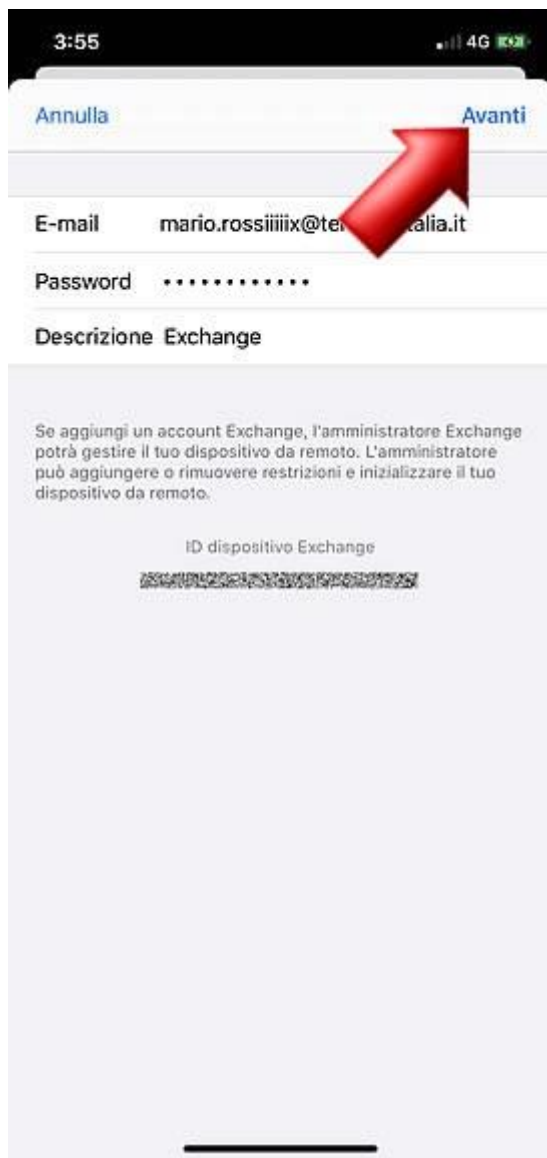 3:55
4G
Annulla
Avanti
E-mail mario.rossiiiiix@te alia.it
Password ••••••••••••
Descrizione Exchange
Se aggiungi un account Exchange, l'amministratore Exchange
potrà gestire il tuo dispositivo da remoto. L'amministratore
può aggiungere o rimuovere restrizioni e inizializzare il tuo
dispositivo da remoto.
ID dispositivo Exchange